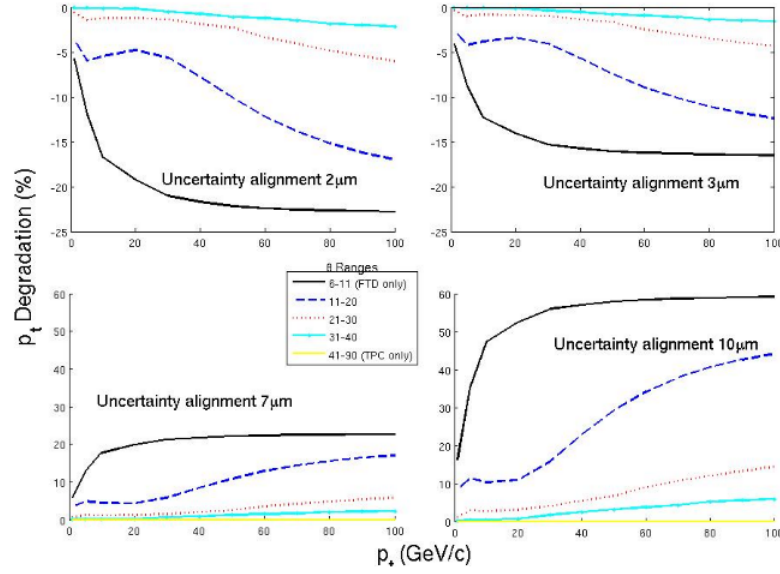 0
-5
-10
-15
-20
-25
0 20 40 60 80 100
Uncertainty alignment 2μm
0
-5
-10
-15
-20
-25
0 20 40 60 80 100
Uncertainty alignment 3μm
p_t Degradation (%)
θ Ranges
6-11 (FTD only)
11-20
21-30
31-40
41-90 (TPC only)
60
50
40
30
20
10
0
0 20 40 60 80 100
Uncertainty alignment 7μm
60
50
40
30
20
10
0
0 20 40 60 80 100
Uncertainty alignment 10μm
p_t (GeV/c)